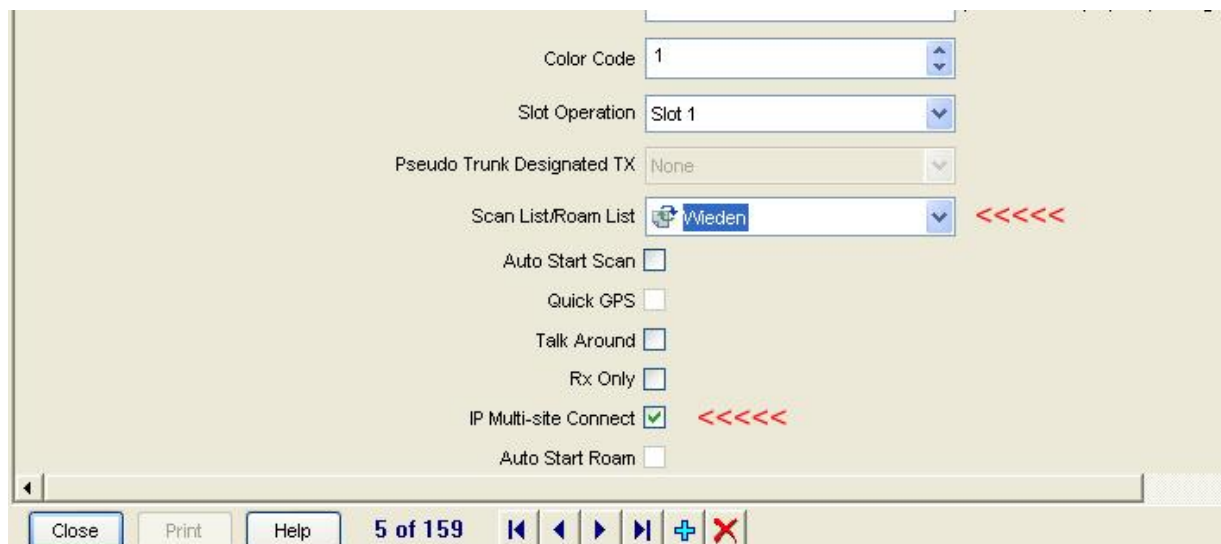 Color Code 1
Slot Operation Slot 1
Pseudo Trunk Designated TX None
Scan List/Roam List Wieden <<<<<
Auto Start Scan
Quick GPS
Talk Around
Rx Only
IP Multi-site Connect <<<<<
Auto Start Roam
Close Print Help 5 of 159